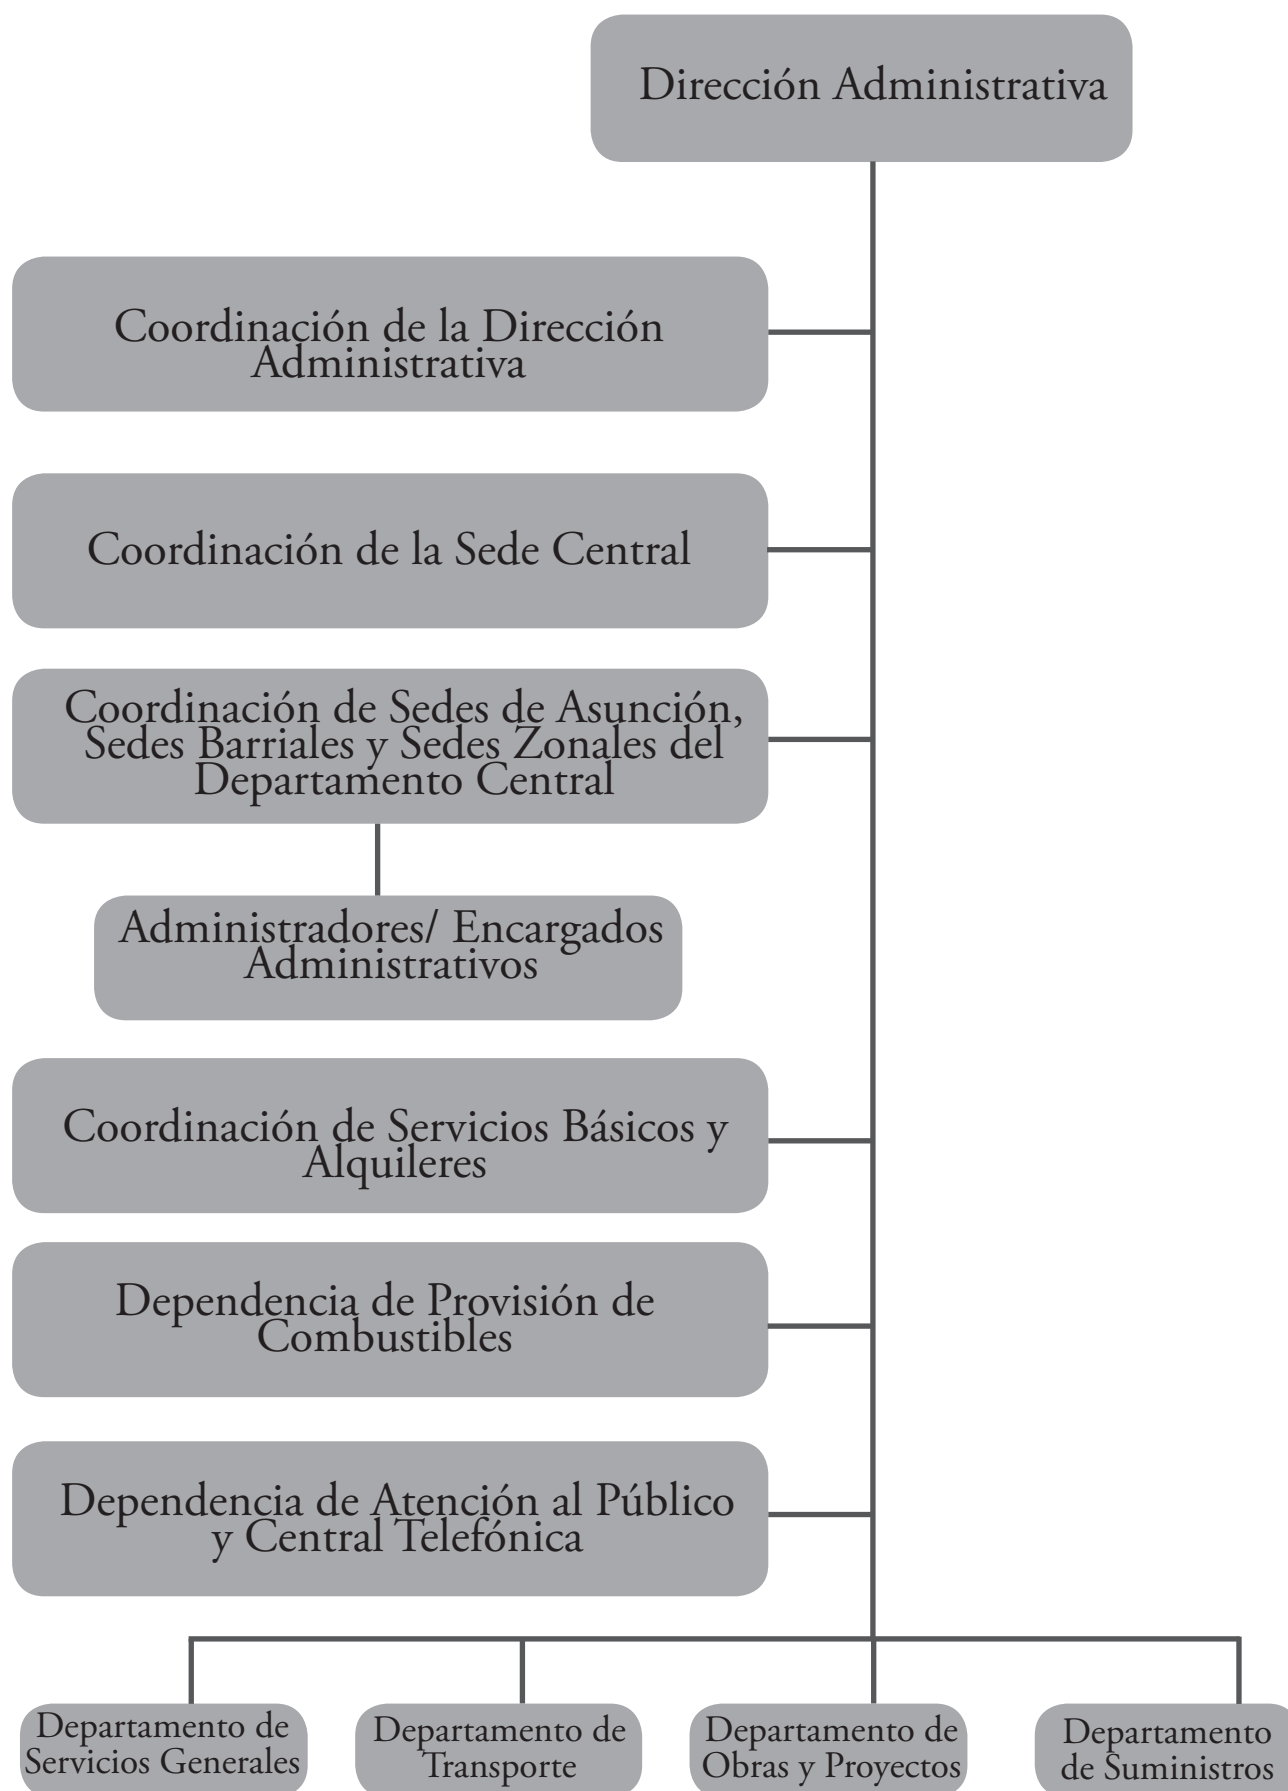 Dirección Administrativa
Coordinación de la Dirección
Administrativa
Coordinación de la Sede Central
Coordinación de Sedes de Asunción,
Sedes Barriales y Sedes Zonales del
Departamento Central
Administradores/ Encargados
Administrativos
Coordinación de Servicios Básicos y
Alquileres
Dependencia de Provisión de
Combustibles
Dependencia de Atención al Público
y Central Telefónica
Departamento de
Servicios Generales
Departamento de
Transporte
Departamento de
Obras y Proyectos
Departamento
de Suministros